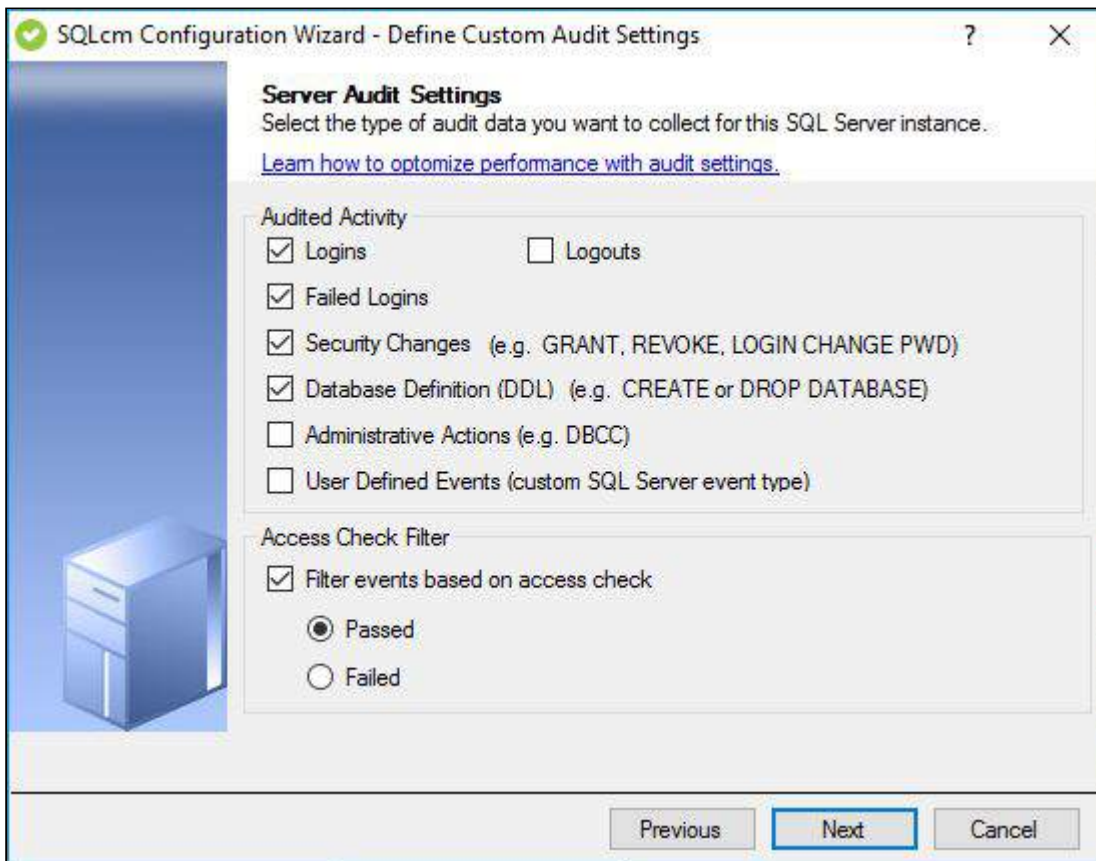 SQLcm Configuration Wizard - Define Custom Audit Settings ?
Server Audit Settings
Select the type of audit data you want to collect for this SQL Server instance.
Learn how to optomize performance with audit settings.
Audited Activity
Logins Logouts
Failed Logins
Security Changes (e.g. GRANT, REVOKE, LOGIN CHANGE PWD)
Database Definition (DDL) (e.g. CREATE or DROP DATABASE)
Administrative Actions (e.g. DBCC)
User Defined Events (custom SQL Server event type)
Access Check Filter
Filter events based on access check
Passed
Failed
Previous Next Cancel